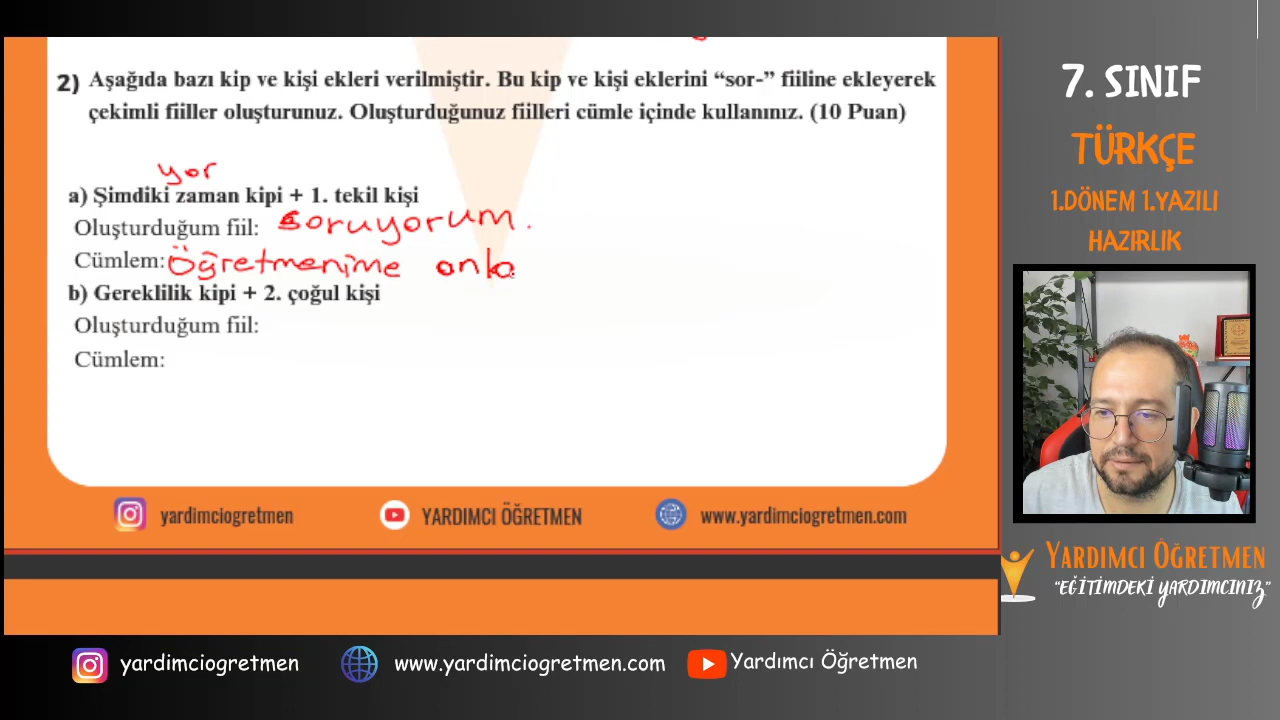 2) Aşağıda bazı kip ve kişi ekleri verilmiştir. Bu kip ve kişi eklerini “sor-” fiiline ekleyerek
çekimli fiiller oluşturunuz. Oluşturduğunuz fiilleri cümle içinde kullanınız. (10 Puan)
yor
a) Şimdiki zaman kipi + 1. tekil kişi
Oluşturduğum fiil: soruyorum.
Cümlem: Öğretmenime anla
b) Gereklilik kipi + 2. çoğul kişi
Oluşturduğum fiil:
Cümlem:
yardimciogretmen
YARDIMCI ÖĞRETMEN
www.yardimciogretmen.com
7. SINIF
TÜRKÇE
1.DÖNEM 1.YAZILI
HAZIRLIK
YARDIMCI ÖĞRETMEN
“EĞİTİMDEKİ YARDIMCINIZ”
yardimciogretmen
www.yardimciogretmen.com
Yardımcı Öğretmen